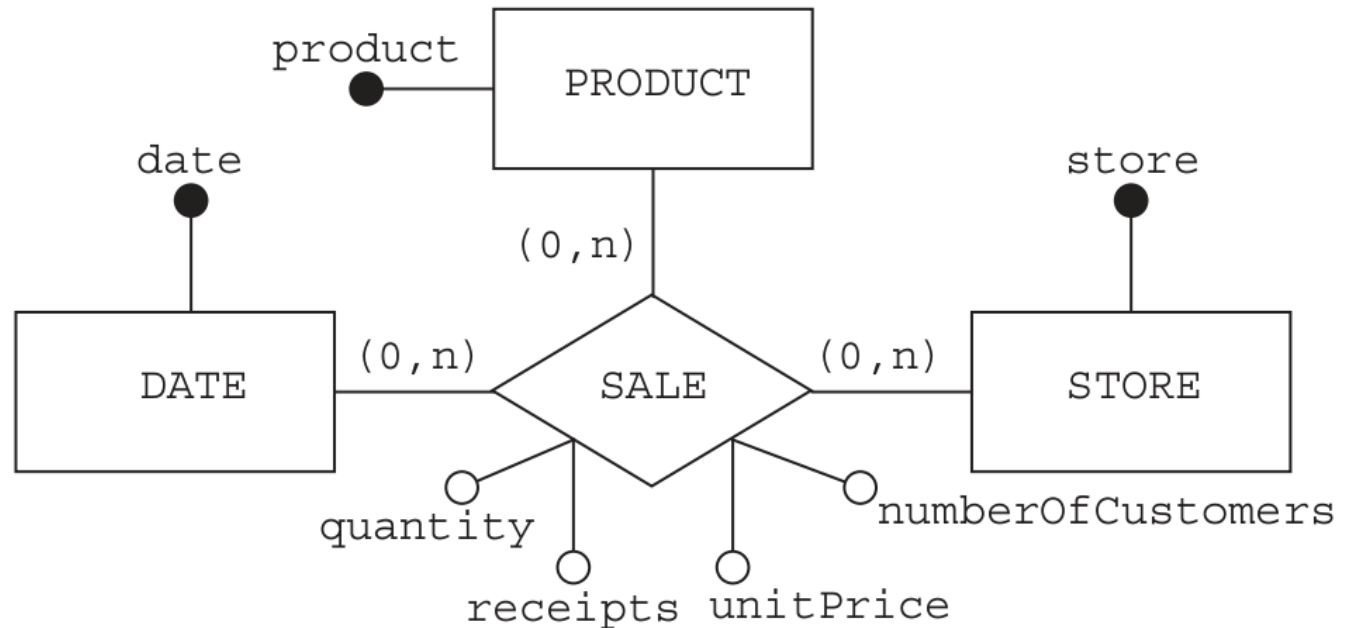 product
PRODUCT
date
store
(0,n)
DATE
(0,n)
SALE
(0,n)
STORE
quantity
numberOfCustomers
receipts
unitPrice